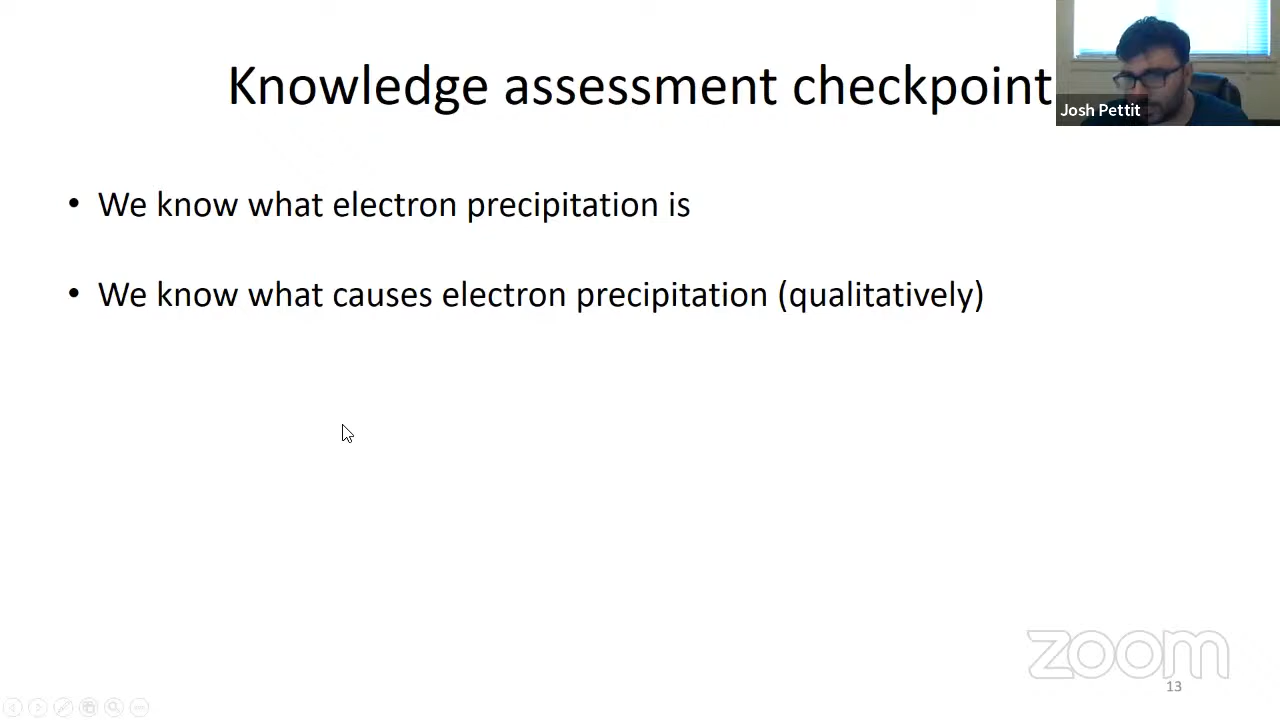 Knowledge assessment checkpoint
Josh Pettit
• We know what electron precipitation is
• We know what causes electron precipitation (qualitatively)
zoom
13